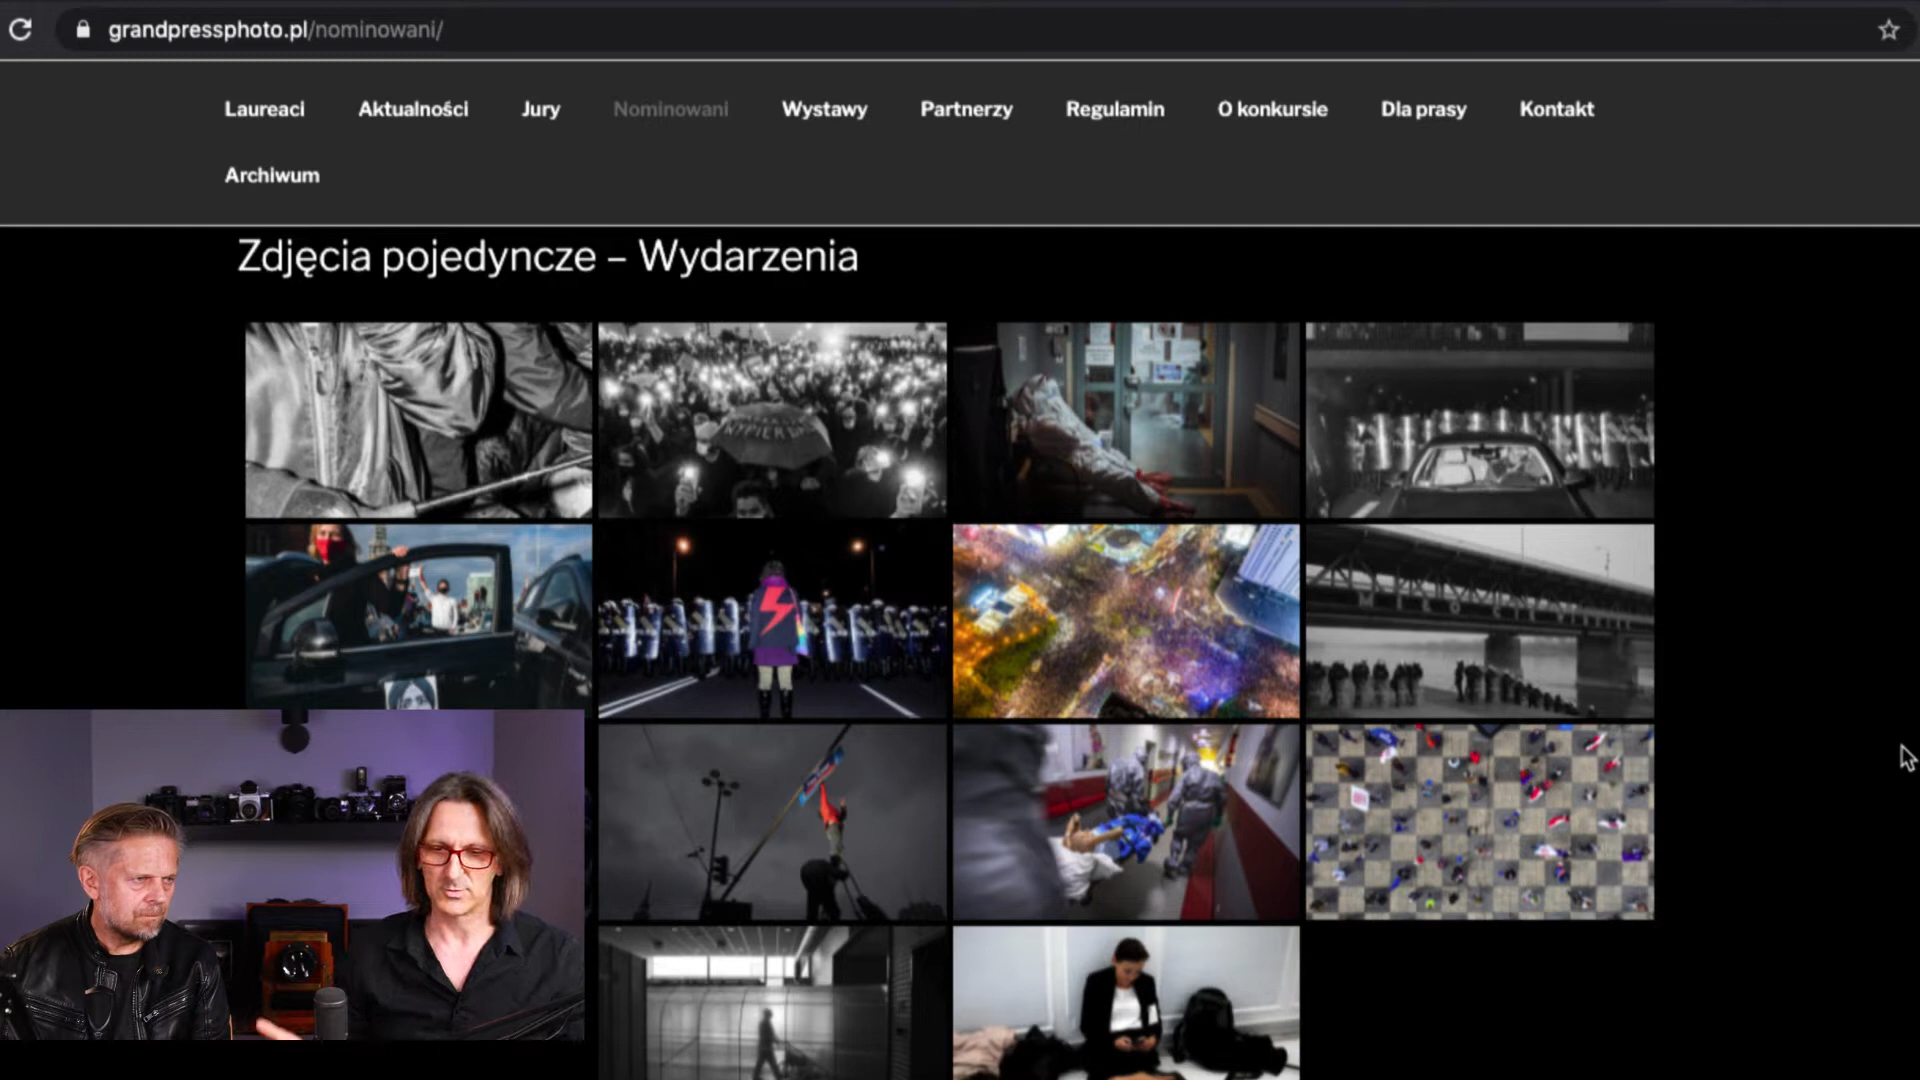 grandpressphoto.pl/nominowani/
Laureaci Aktualności Jury Nominowani Wystawy Partnerzy Regulamin O konkursie Dla prasy Kontakt
Archiwum
Zdjęcia pojedyncze – Wydarzenia